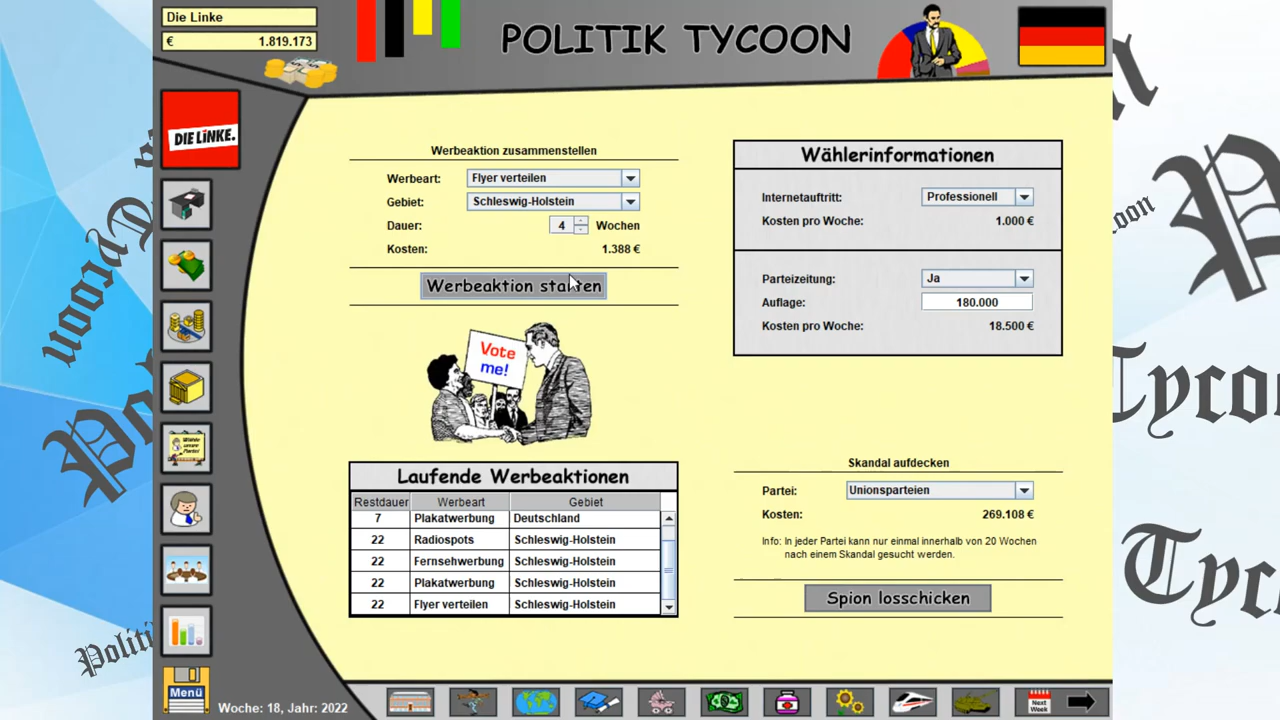 Die Linke
€ 1.819.173
POLITIK TYCOON
DIE LINKE.
Werbeaktion zusammenstellen
Werbeart: Flyer verteilen
Gebiet: Schleswig-Holstein
Dauer: 4 Wochen
Kosten: 1.388 €
Werbeaktion starten
Vote
me!
Wählerinformationen
Internetauftritt: Professionell
Kosten pro Woche: 1.000 €
Parteizeitung: Ja
Auflage: 180.000
Kosten pro Woche: 18.500 €
Laufende Werbeaktionen
Restdauer Werbeart Gebiet
7 Plakatwerbung Deutschland
22 Radiospots Schleswig-Holstein
22 Fernsehwerbung Schleswig-Holstein
22 Plakatwerbung Schleswig-Holstein
22 Flyer verteilen Schleswig-Holstein
Skandal aufdecken
Partei: Unionsparteien
Kosten: 269.108 €
Info: In jeder Partei kann nur einmal innerhalb von 20 Wochen
nach einem Skandal gesucht werden.
Spion losschicken
Menü
Woche: 18, Jahr: 2022
Next
Week